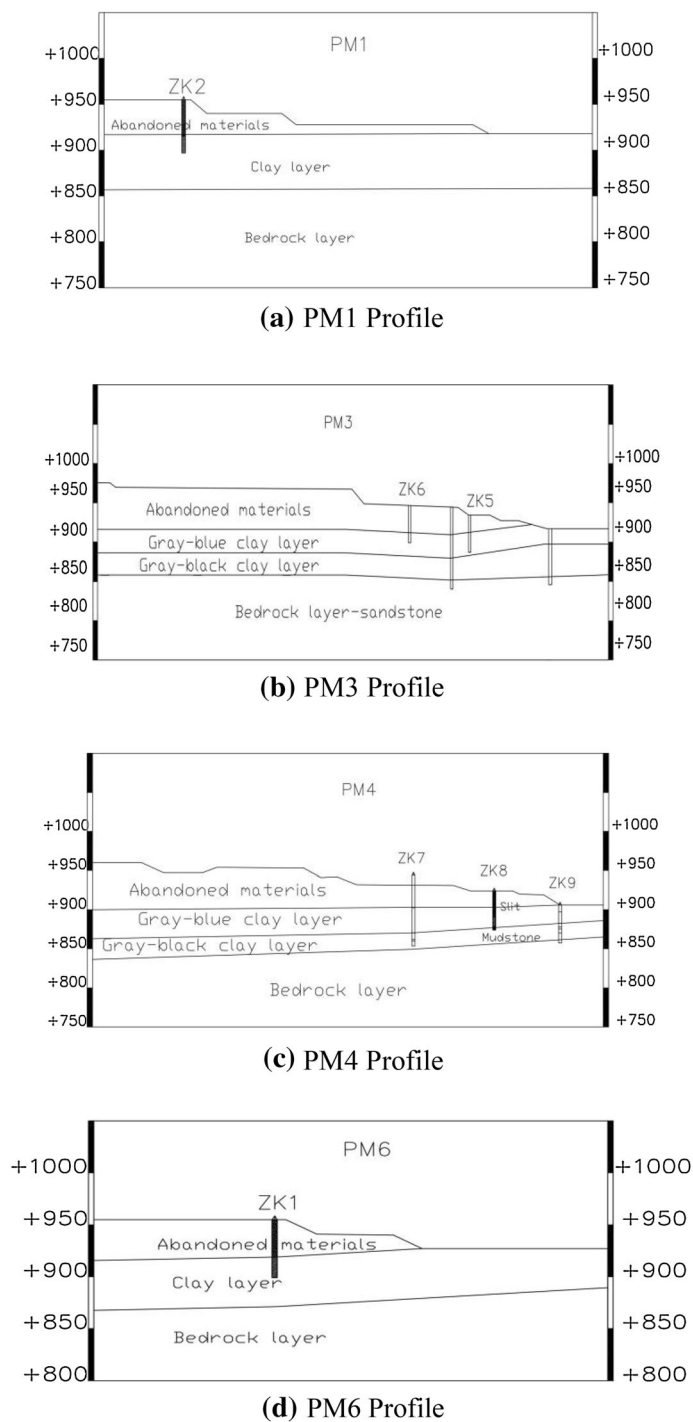 PM1
+1000 +1000
ZK2
+950 +950
Abandoned materials
+900 +900
Clay layer
+850 +850
+800 Bedrock layer +800
+750 +750
(a) PM1 Profile
PM3
+1000 +1000
+950 ZK6 ZK5 +950
Abandoned materials
+900 +900
Gray-blue clay layer
+850 Gray-black clay layer +850
+800 Bedrock layer-sandstone +800
+750 +750
(b) PM3 Profile
PM4
+1000 +1000
ZK7
+950 ZK8 +950
ZK9
Abandoned materials
+900 Slit +900
Gray-blue clay layer
Mudstone
+850 Gray-black clay layer +850
+800 Bedrock layer +800
+750 +750
(c) PM4 Profile
PM6
+1000 +1000
ZK1
+950 +950
Abandoned materials
+900 Clay layer +900
+850 +850
Bedrock layer
+800 +800
(d) PM6 Profile